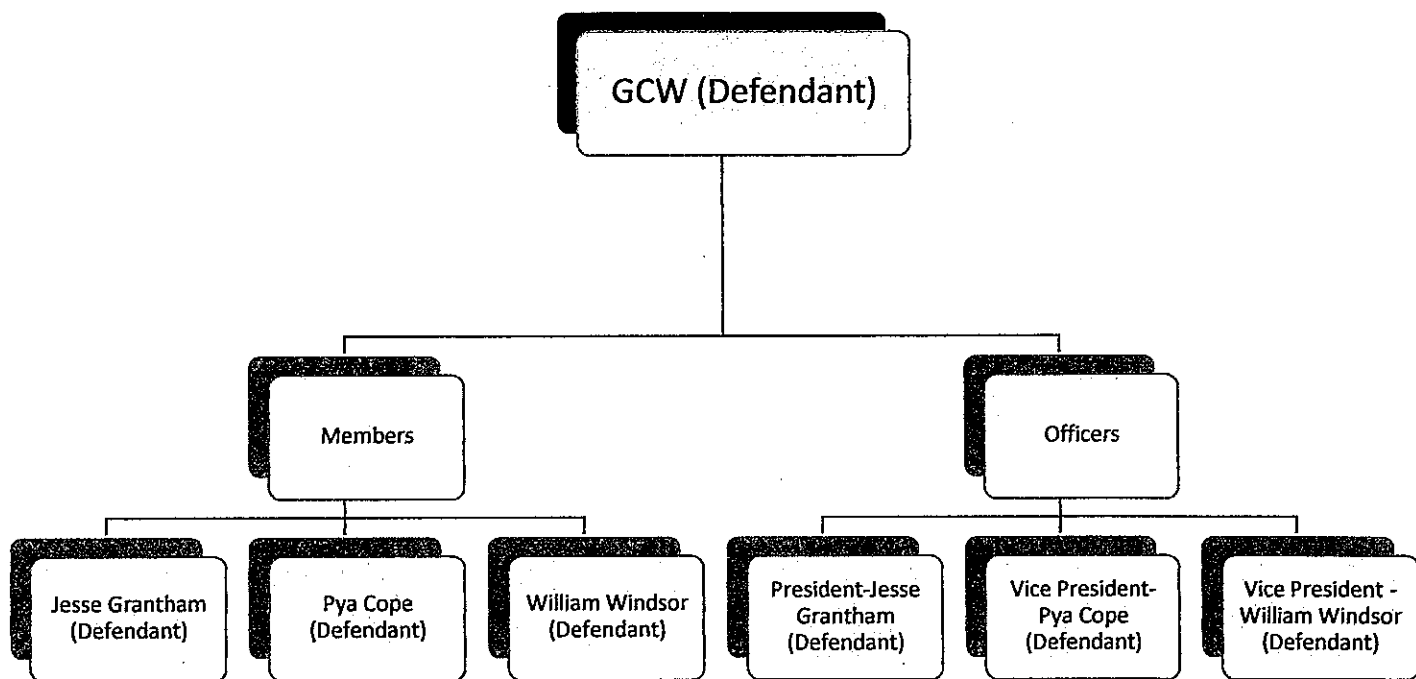 GCW (Defendant)
Members
Officers
Jesse Grantham
(Defendant)
Pya Cope
(Defendant)
William Windsor
(Defendant)
President-Jesse
Grantham
(Defendant)
Vice President-
Pya Cope
(Defendant)
Vice President -
William Windsor
(Defendant)